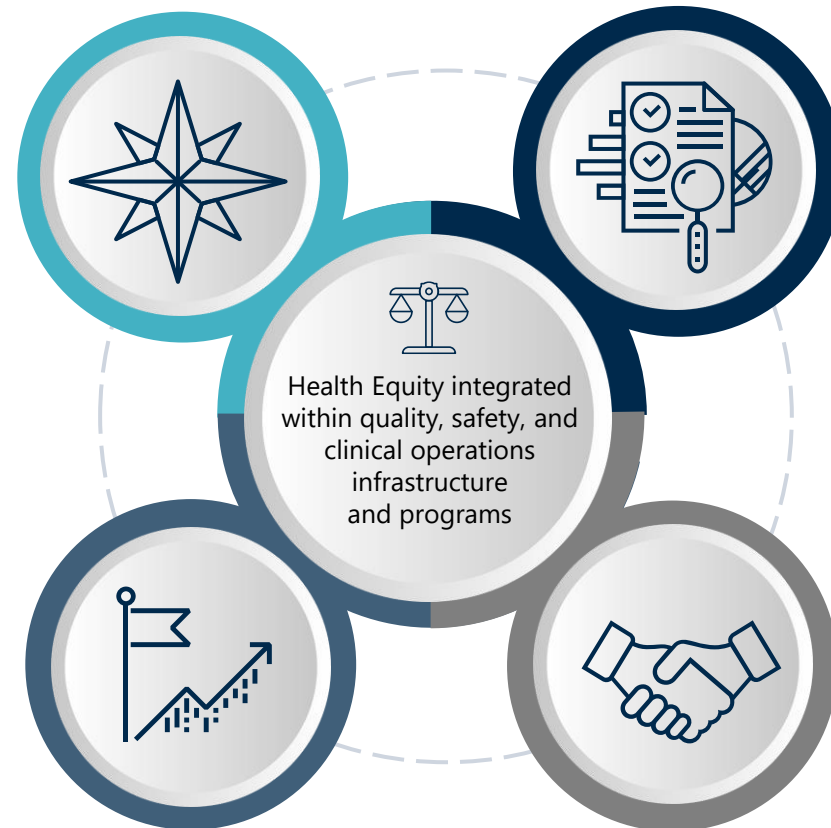 Health Equity integrated
within quality, safety, and
clinical operations
infrastructure
and programs